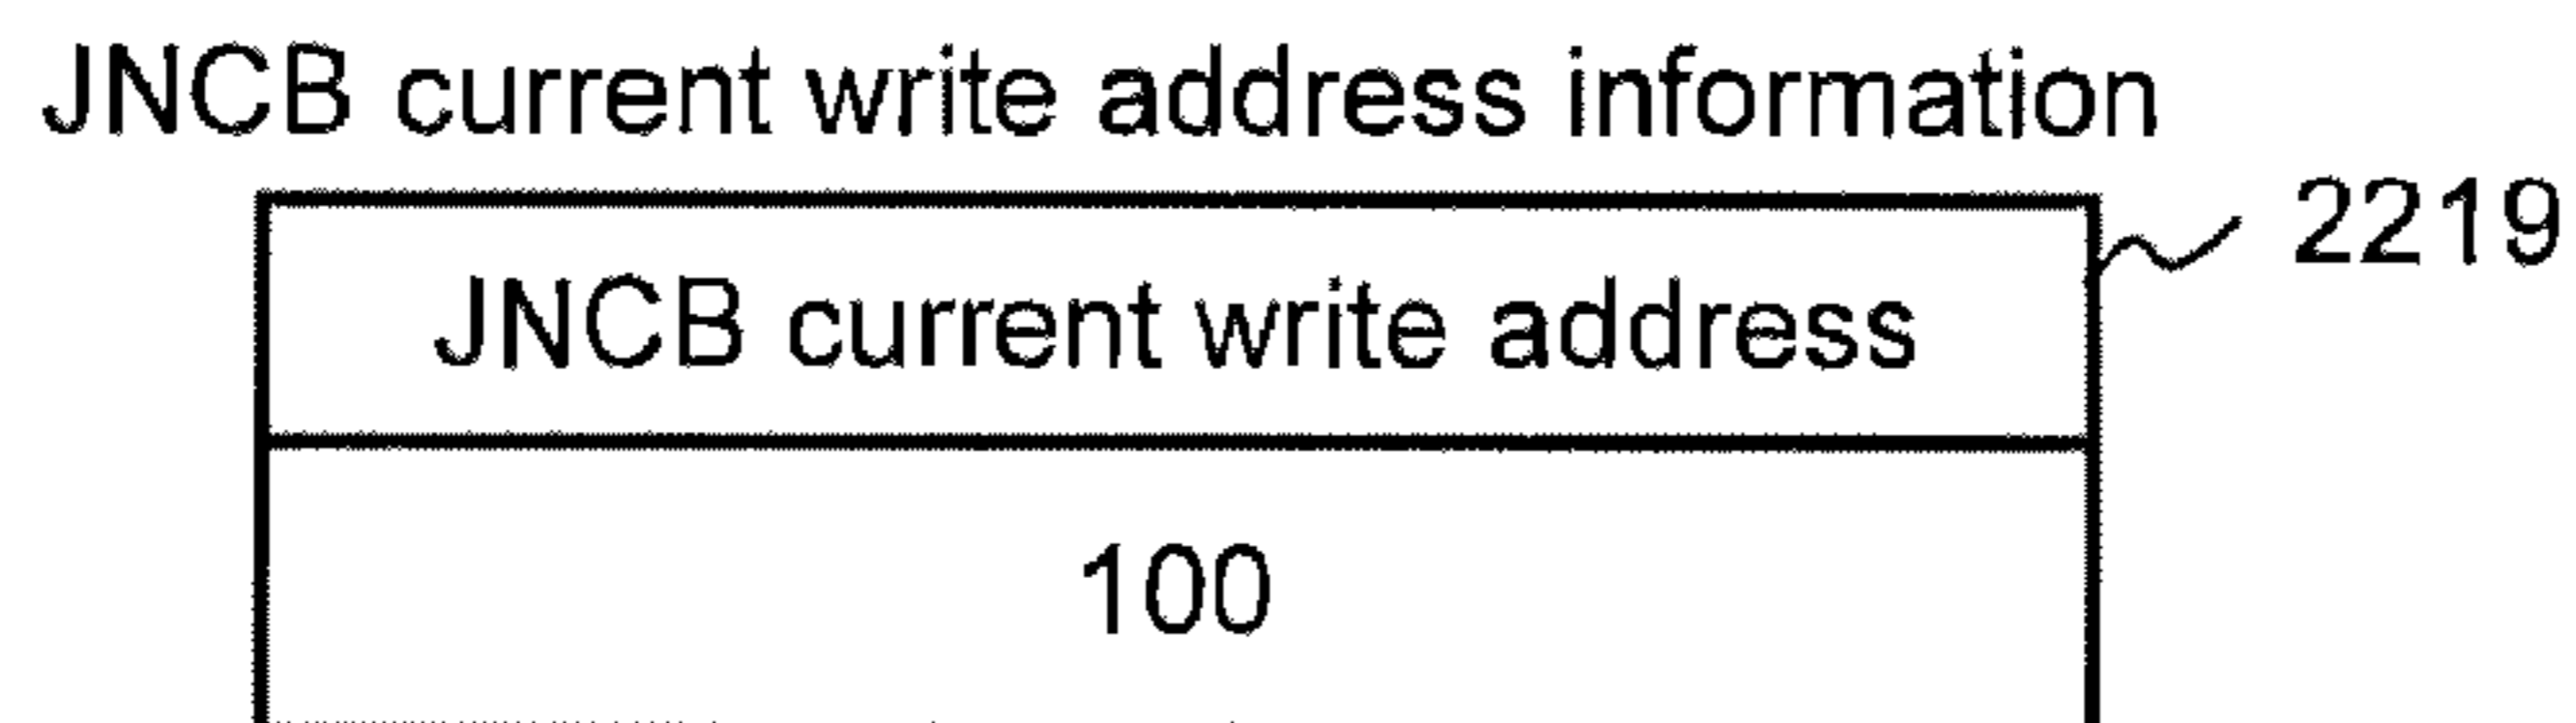 JNCB current write address information
2219
JNCB current write address
100